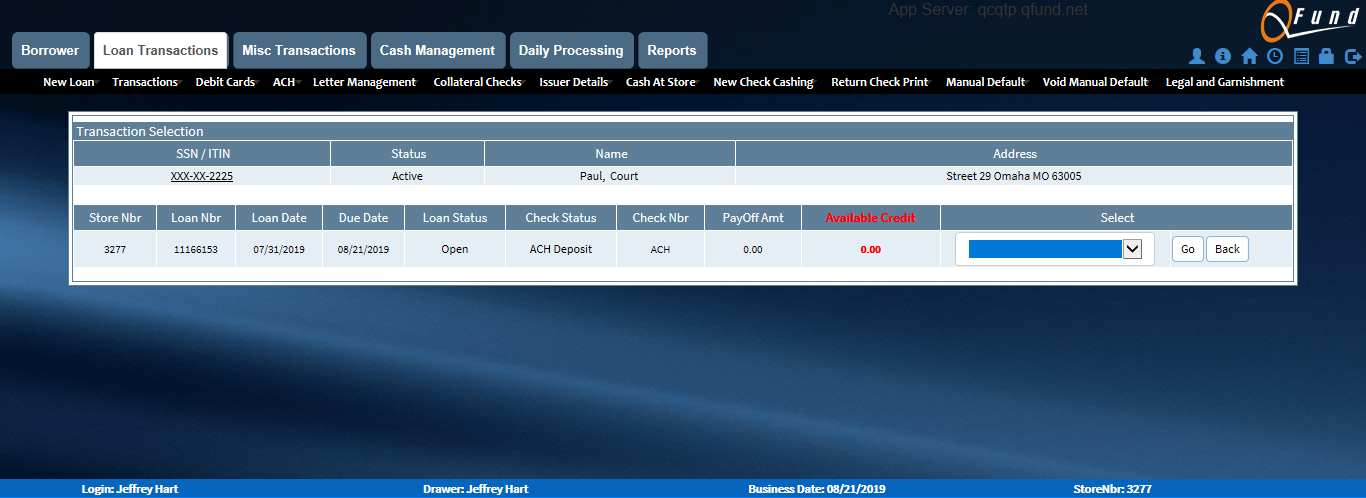 App Server: qcqtp.qfund.net
QFund
Borrower Loan Transactions Misc Transactions Cash Management Daily Processing Reports
New Loan Transactions Debit Cards ACH Letter Management Collateral Checks Issuer Details Cash At Store New Check Cashing Return Check Print Manual Default Void Manual Default Legal and Garnishment
Transaction Selection
SSN / ITIN Status Name Address
XXX-XX-2225 Active Paul, Court Street 29 Omaha MO 63005
Store Nbr Loan Nbr Loan Date Due Date Loan Status Check Status Check Nbr PayOff Amt Available Credit Select
3277 11166153 07/31/2019 08/21/2019 Open ACH Deposit ACH 0.00 0.00 Go Back
Login: Jeffrey Hart Drawer: Jeffrey Hart Business Date: 08/21/2019 StoreNbr: 3277